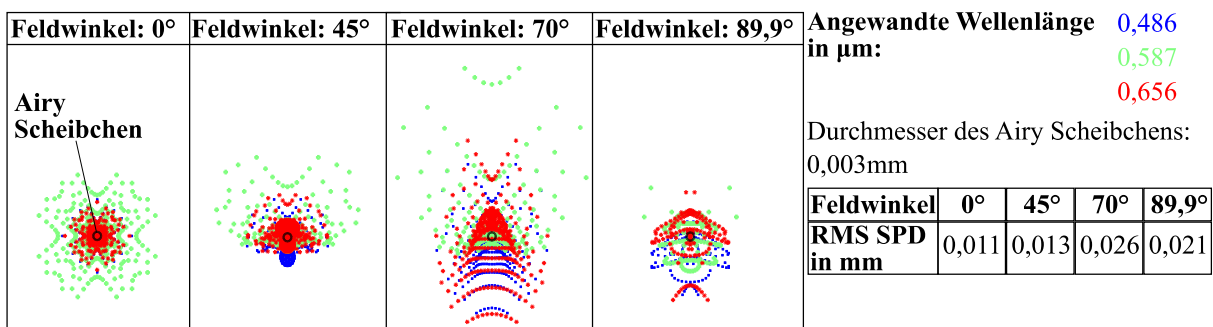 Feldwinkel: 0° Feldwinkel: 45° Feldwinkel: 70° Feldwinkel: 89,9°
Airy
Scheibchen
Angewandte Wellenlänge
in µm:
0,486
0,587
0,656
Durchmesser des Airy Scheibchens:
0,003mm
Feldwinkel 0° 45° 70° 89,9°
RMS SPD
in mm
0,011 0,013 0,026 0,021